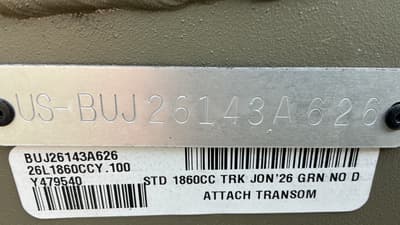 US-BUJ26143A626
BUJ26143A626
26L1860CCY.100
Y479540
STD 1860CC TRK JON'26 GRN NO D
ATTACH TRANSOM